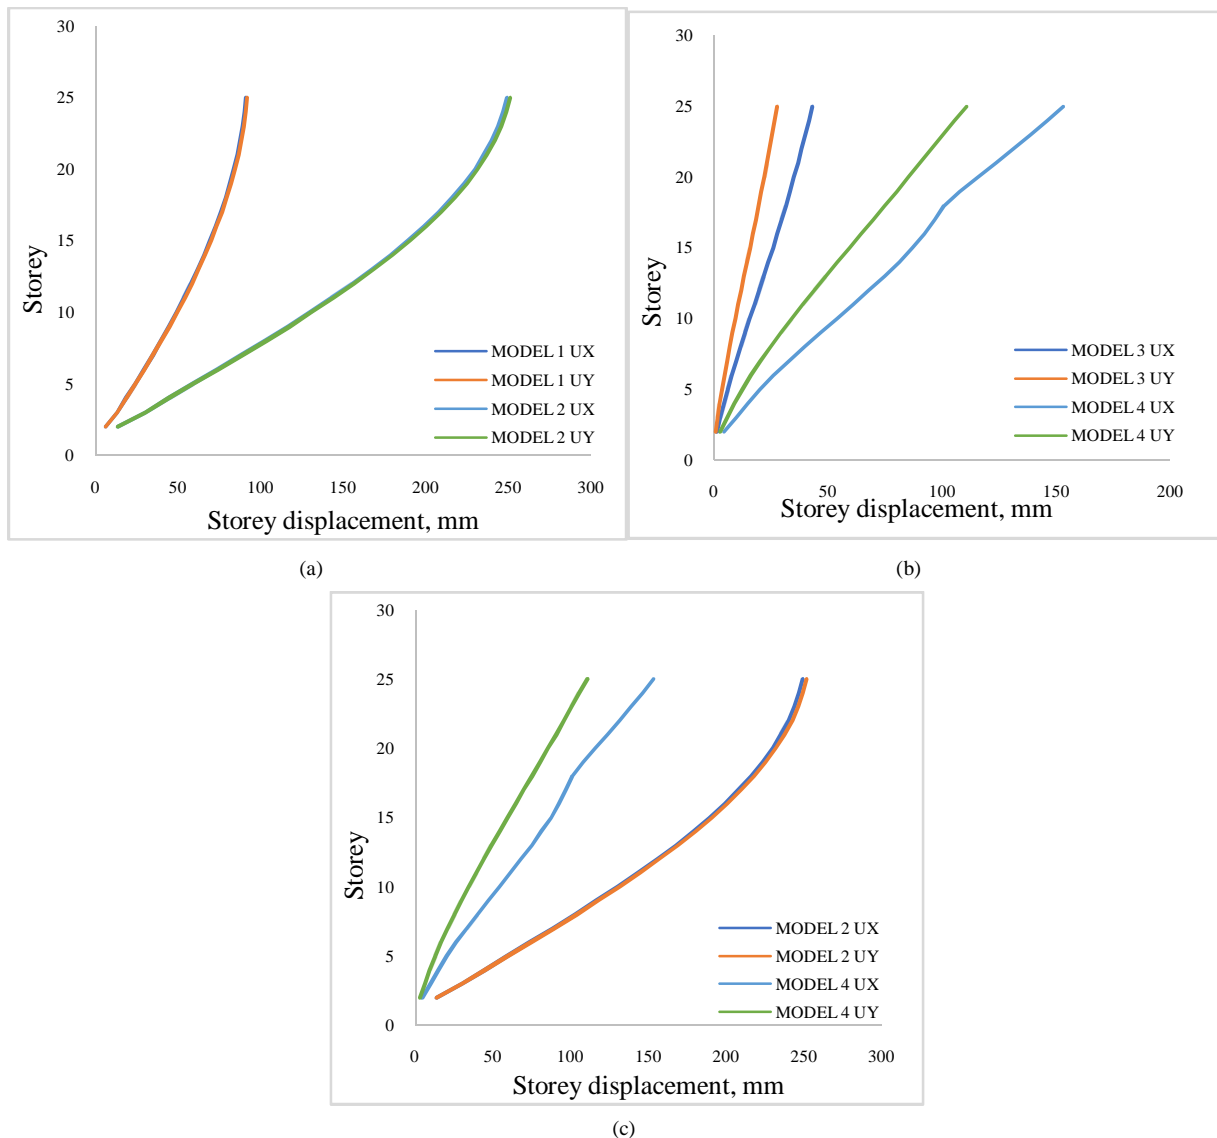 30
25
20
15
10
5
0
Storey
MODEL 1 UX
MODEL 1 UY
MODEL 2 UX
MODEL 2 UY
0 50 100 150 200 250 300
Storey displacement, mm
(a)
30
25
20
15
10
5
0
Storey
MODEL 3 UX
MODEL 3 UY
MODEL 4 UX
MODEL 4 UY
0 50 100 150 200
Storey displacement, mm
(b)
30
25
20
15
10
5
0
Storey
MODEL 2 UX
MODEL 2 UY
MODEL 4 UX
MODEL 4 UY
0 50 100 150 200 250 300
Storey displacement, mm
(c)